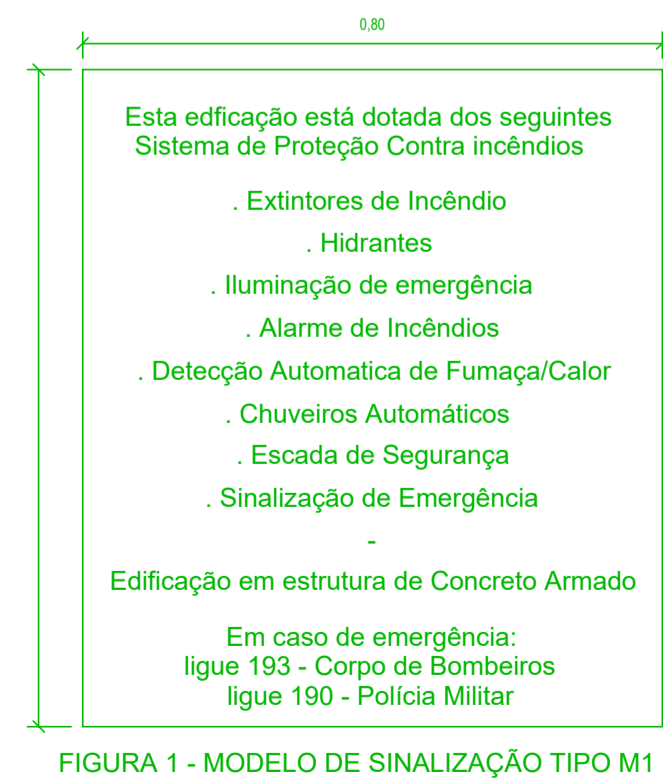 0,80
Esta edficação está dotada dos seguintes
Sistema de Proteção Contra incêndios
. Extintores de Incêndio
. Hidrantes
. Iluminação de emergência
. Alarme de Incêndios
. Detecção Automatica de Fumaça/Calor
. Chuveiros Automáticos
. Escada de Segurança
. Sinalização de Emergência
-
Edificação em estrutura de Concreto Armado
Em caso de emergência:
ligue 193 - Corpo de Bombeiros
ligue 190 - Polícia Militar
FIGURA 1 - MODELO DE SINALIZAÇÃO TIPO M1